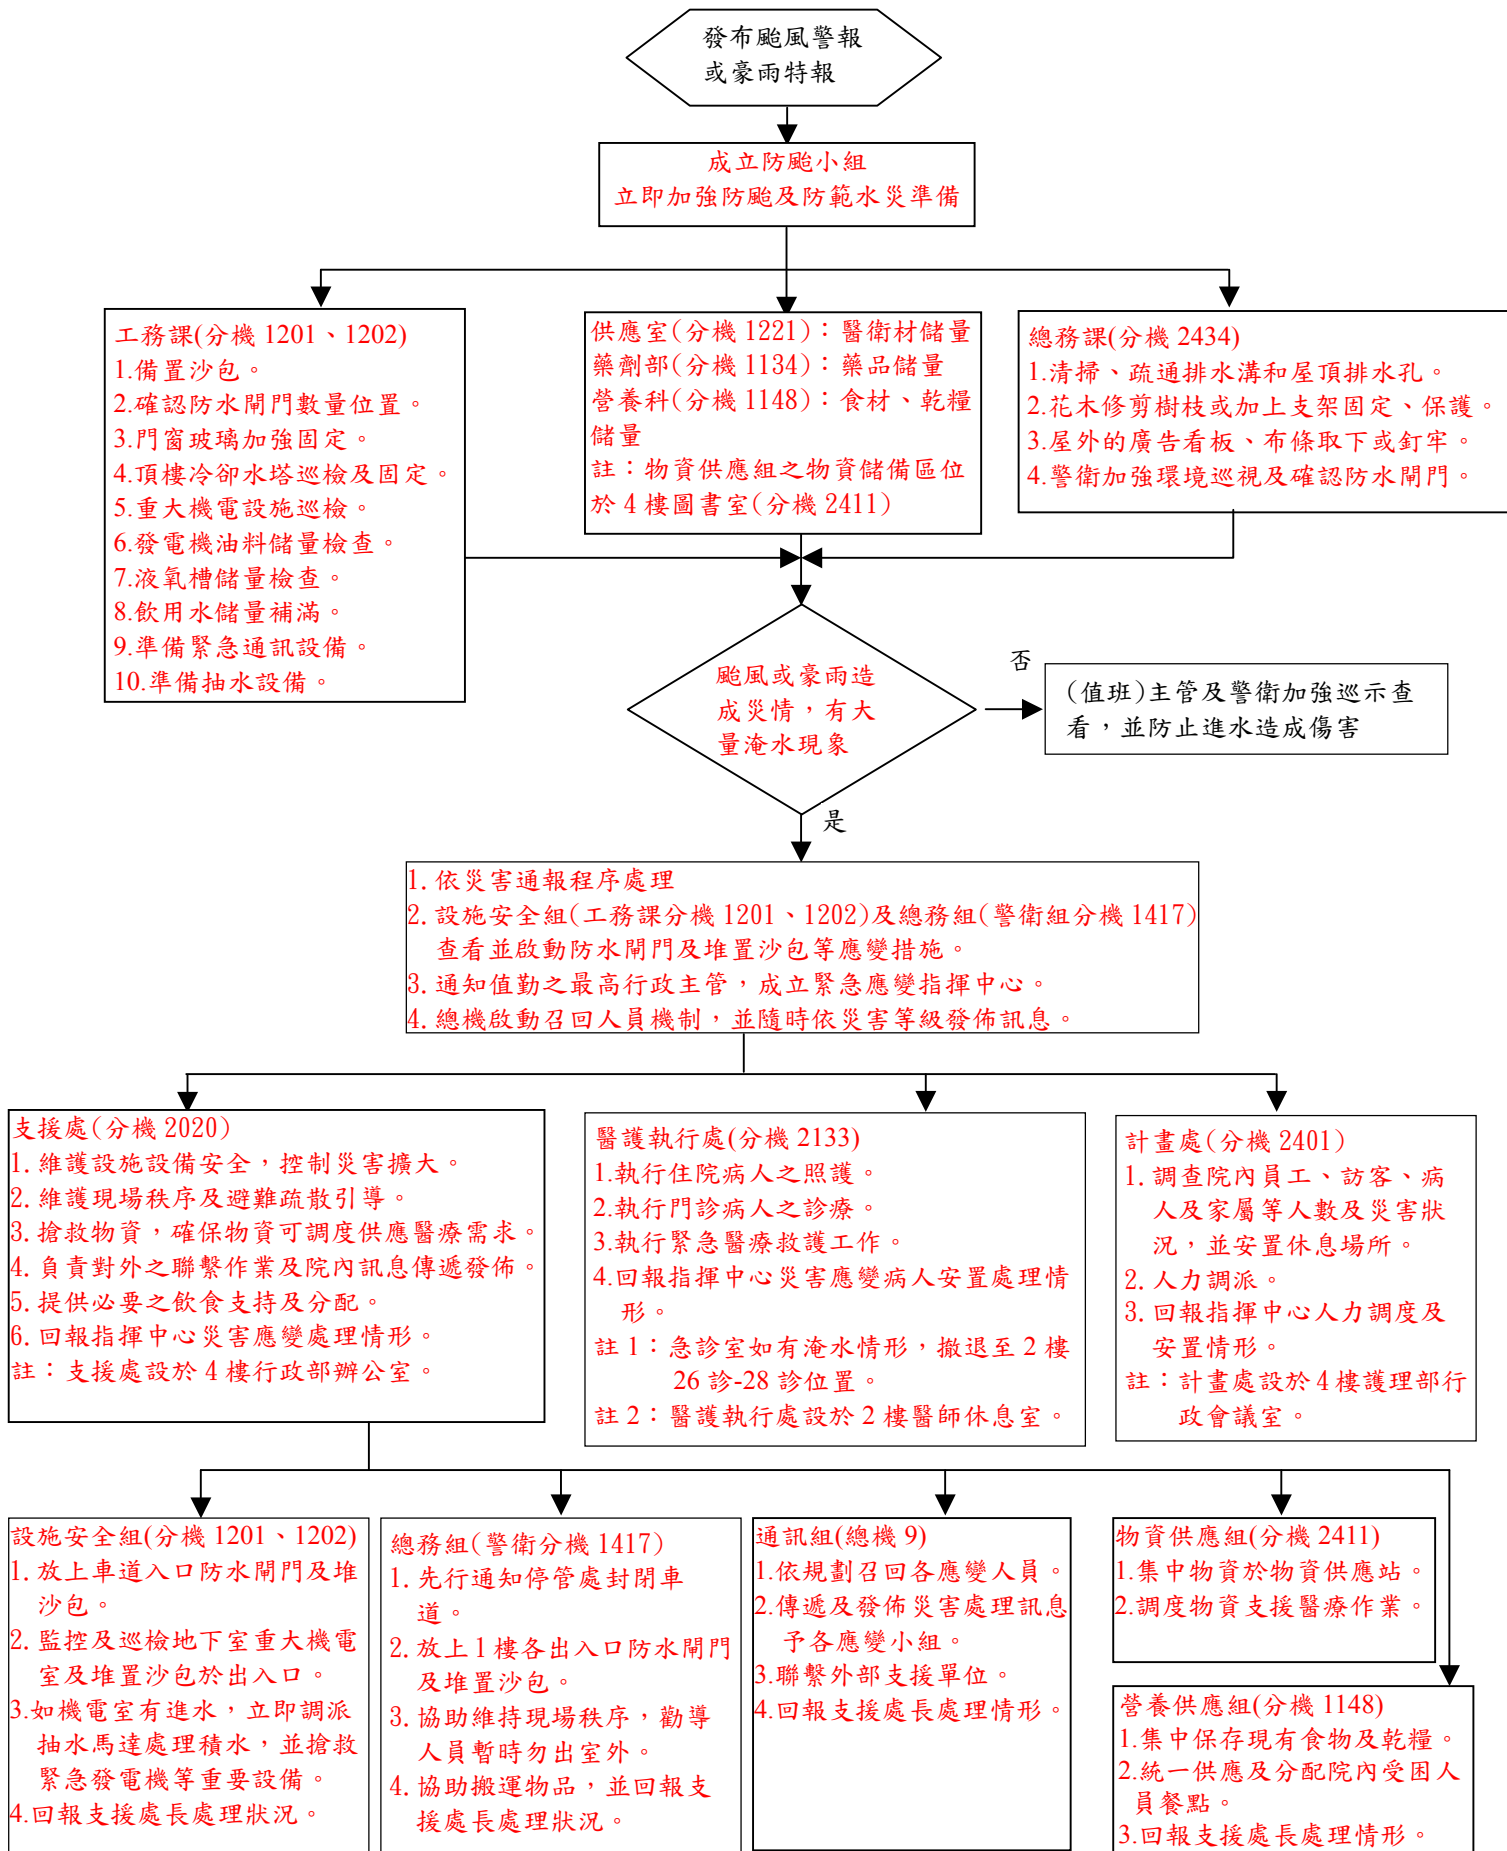 發布颱風警報
或豪雨特報
成立防颱小組
立即加強防颱及防範水災準備
工務課(分機 1201、1202)
1.備置沙包。
2.確認防水閘門數量位置。
3.門窗玻璃加強固定。
4.頂樓冷卻水塔巡檢及固定。
5.重大機電設施巡檢。
6.發電機油料儲量檢查。
7.液氧槽儲量檢查。
8.飲用水儲量補滿。
9.準備緊急通訊設備。
10.準備抽水設備。
供應室(分機 1221)：醫衛材儲量
藥劑部(分機 1134)：藥品儲量
營養科(分機 1148)：食材、乾糧
儲量
註：物資供應組之物資儲備區位
於 4 樓圖書室(分機 2411)
總務課(分機 2434)
1.清掃、疏通排水溝和屋頂排水孔。
2.花木修剪樹枝或加上支架固定、保護。
3.屋外的廣告看板、布條取下或釘牢。
4.警衛加強環境巡視及確認防水閘門。
颱風或豪雨造
成災情，有大
量淹水現象
否
(值班)主管及警衛加強巡示查
看，並防止進水造成傷害
是
1. 依災害通報程序處理
2. 設施安全組(工務課分機 1201、1202)及總務組(警衛組分機 1417)
查看並啟動防水閘門及堆置沙包等應變措施。
3. 通知值勤之最高行政主管，成立緊急應變指揮中心。
4. 總機啟動召回人員機制，並隨時依災害等級發佈訊息。
支援處(分機 2020)
1. 維護設施設備安全，控制災害擴大。
2. 維護現場秩序及避難疏散引導。
3. 搶救物資，確保物資可調度供應醫療需求。
4. 負責對外之聯繫作業及院內訊息傳遞發佈。
5. 提供必要之飲食支持及分配。
6. 回報指揮中心災害應變處理情形。
註：支援處設於 4 樓行政部辦公室。
醫護執行處(分機 2133)
1.執行住院病人之照護。
2.執行門診病人之診療。
3.執行緊急醫療救護工作。
4.回報指揮中心災害應變病人安置處理情
形。
註 1：急診室如有淹水情形，撤退至 2 樓
26 診-28 診位置。
註 2：醫護執行處設於 2 樓醫師休息室。
計畫處(分機 2401)
1. 調查院內員工、訪客、病
人及家屬等人數及災害狀
況，並安置休息場所。
2. 人力調派。
3. 回報指揮中心人力調度及
安置情形。
註：計畫處設於 4 樓護理部行
政會議室。
設施安全組(分機 1201、1202)
1. 放上車道入口防水閘門及堆
沙包。
2. 監控及巡檢地下室重大機電
室及堆置沙包於出入口。
3.如機電室有進水，立即調派
抽水馬達處理積水，並搶救
緊急發電機等重要設備。
4.回報支援處長處理狀況。
總務組(警衛分機 1417)
1. 先行通知停管處封閉車
道。
2. 放上 1 樓各出入口防水閘門
及堆置沙包。
3. 協助維持現場秩序，勸導
人員暫時勿出室外。
4. 協助搬運物品，並回報支
援處長處理狀況。
通訊組(總機 9)
1.依規劃召回各應變人員。
2.傳遞及發佈災害處理訊息
予各應變小組。
3.聯繫外部支援單位。
4.回報支援處長處理情形。
物資供應組(分機 2411)
1.集中物資於物資供應站。
2.調度物資支援醫療作業。
營養供應組(分機 1148)
1.集中保存現有食物及乾糧。
2.統一供應及分配院內受困人
員餐點。
3.回報支援處長處理情形。